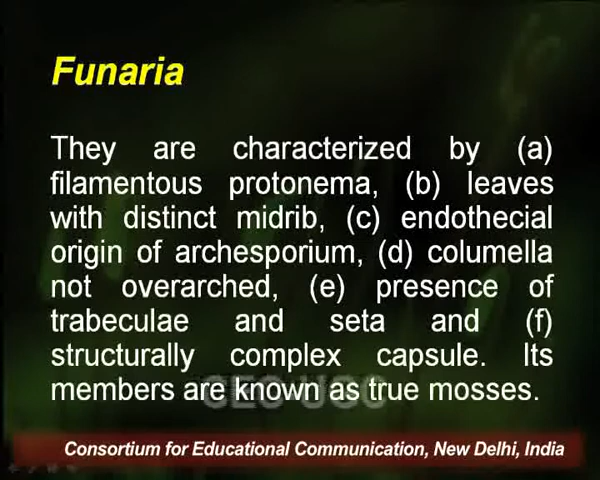 Funaria
They are characterized by (a)
filamentous protonema, (b) leaves
with distinct midrib, (c) endothecial
origin of archesporium, (d) columella
not overarched, (e) presence of
trabeculae and seta and (f)
structurally complex capsule. Its
members are known as true mosses.
CEC UGC
Consortium for Educational Communication, New Delhi, India